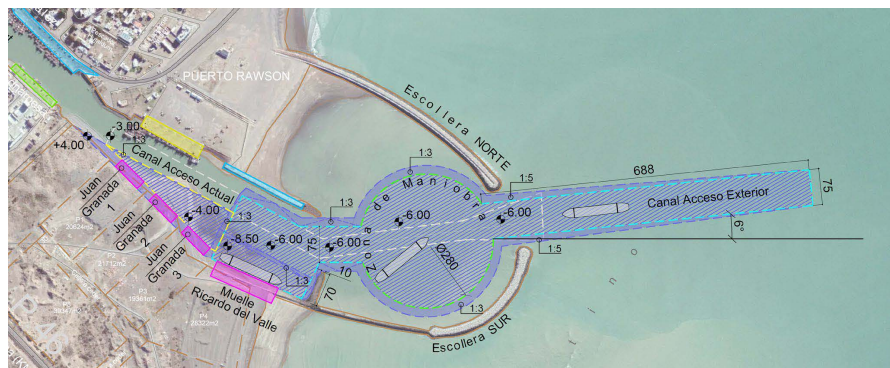 PUERTO RAWSON
Escollera NORTE
-3.00
+4.00
1:3
Canal Acceso Actual
Juan
Granada
1
Juan
Granada
2
Juan
Granada
3
-4.00
1:3
-8.50
-6.00
75
1:3
-6.00
10
70
1:3
Muelle
Ricardo del Valle
1:3
Zona de Maniobra
-6.00
Ø280
1:3
1:5
-6.00
688
75
Canal Acceso Exterior
6°
1:5
Escollera SUR
ino
P4